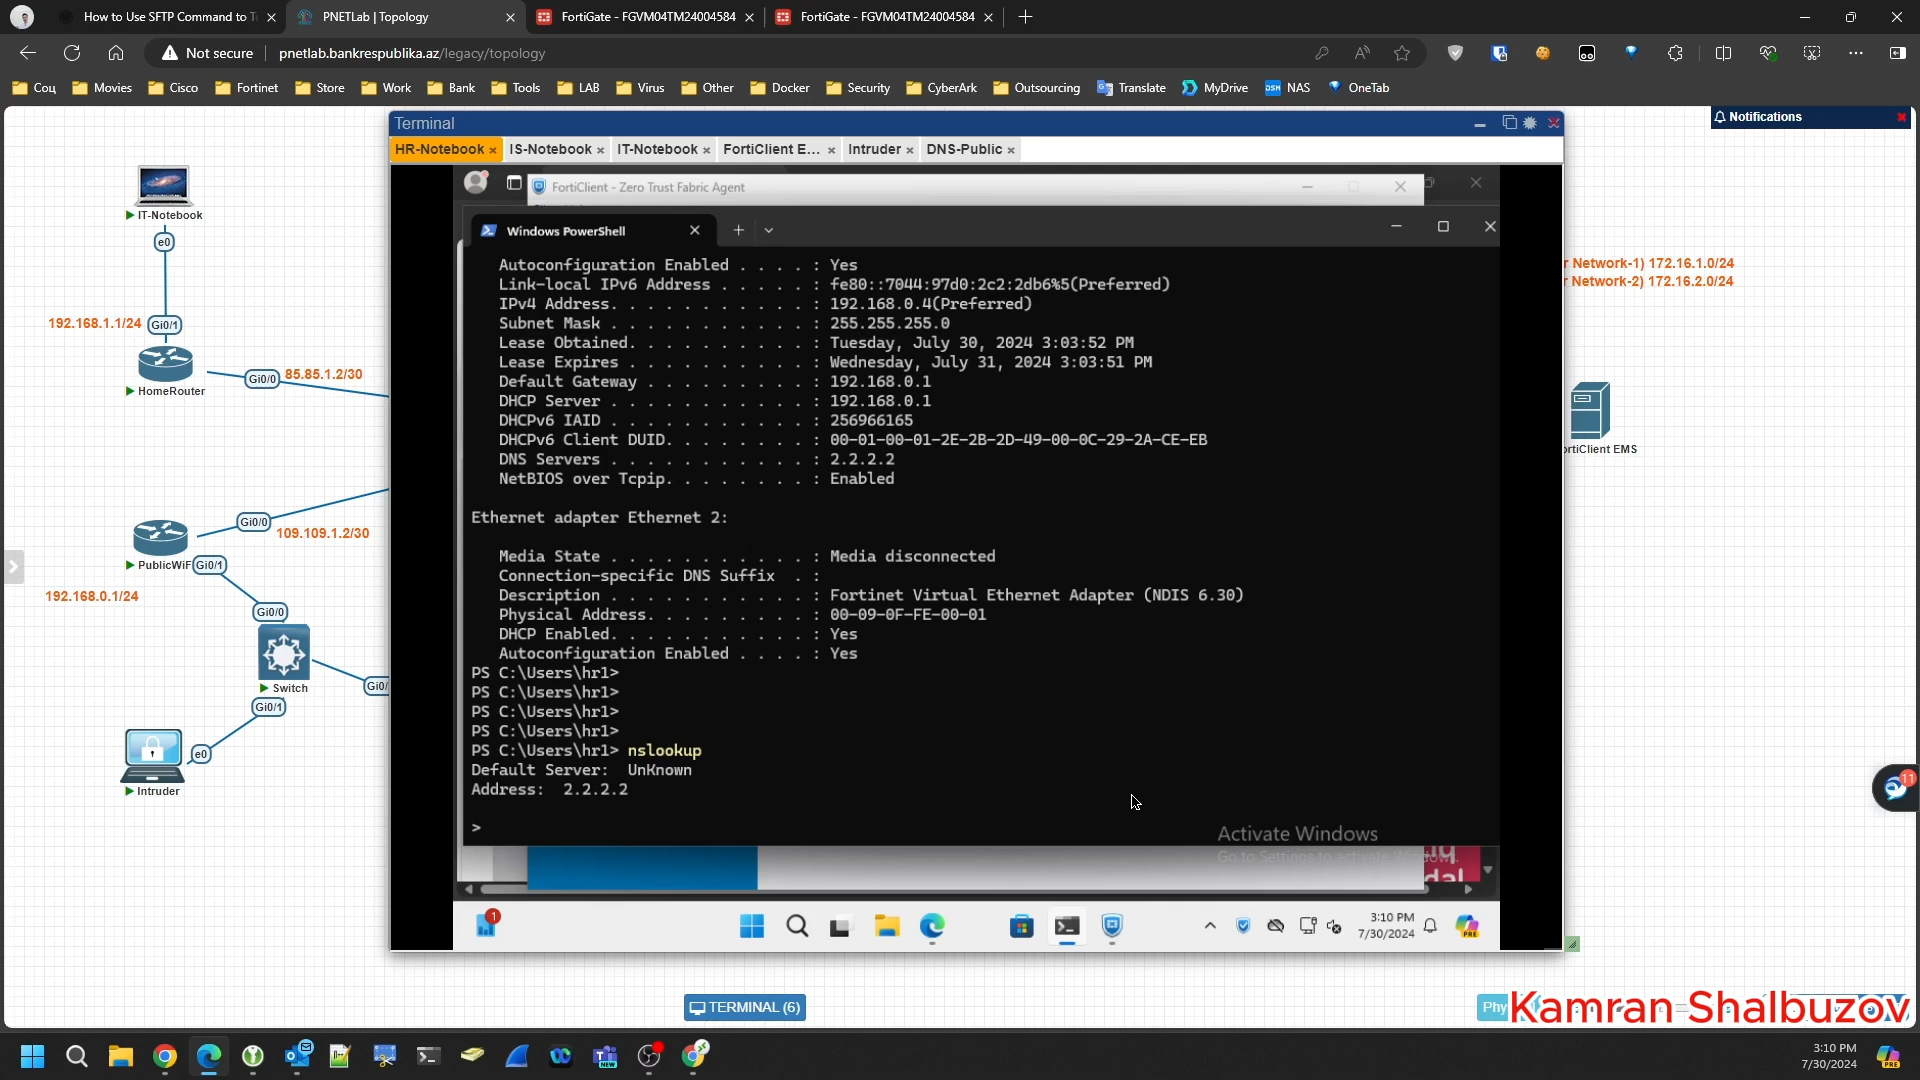 How to Use SFTP Command to T
PNETLab | Topology
FortiGate - FGVM04TM24004584
FortiGate - FGVM04TM24004584
Not secure
pnetlab.bankrespublika.az/legacy/topology
Соц
Movies
Cisco
Fortinet
Store
Work
Bank
Tools
LAB
Virus
Other
Docker
Security
CyberArk
Outsourcing
Translate
MyDrive
NAS
OneTab
Notifications
Terminal
HR-Notebook × IS-Notebook × IT-Notebook × FortiClient E... × Intruder × DNS-Public ×
FortiClient - Zero Trust Fabric Agent
Windows PowerShell
Autoconfiguration Enabled . . . . : Yes
Link-local IPv6 Address . . . . . : fe80::7044:97d0:2c2:2db6%5(Preferred)
IPv4 Address. . . . . . . . . . . : 192.168.0.4(Preferred)
Subnet Mask . . . . . . . . . . . : 255.255.255.0
Lease Obtained. . . . . . . . . . : Tuesday, July 30, 2024 3:03:52 PM
Lease Expires . . . . . . . . . . : Wednesday, July 31, 2024 3:03:51 PM
Default Gateway . . . . . . . . . : 192.168.0.1
DHCP Server . . . . . . . . . . . : 192.168.0.1
DHCPv6 IAID . . . . . . . . . . . : 256966165
DHCPv6 Client DUID. . . . . . . . : 00-01-00-01-2E-2B-2D-49-00-0C-29-2A-CE-EB
DNS Servers . . . . . . . . . . . : 2.2.2.2
NetBIOS over Tcpip. . . . . . . . : Enabled
Ethernet adapter Ethernet 2:
Media State . . . . . . . . . . . : Media disconnected
Connection-specific DNS Suffix  . :
Description . . . . . . . . . . . : Fortinet Virtual Ethernet Adapter (NDIS 6.30)
Physical Address. . . . . . . . . : 00-09-0F-FE-00-01
DHCP Enabled. . . . . . . . . . . : Yes
Autoconfiguration Enabled . . . . : Yes
PS C:\Users\hr1>
PS C:\Users\hr1>
PS C:\Users\hr1>
PS C:\Users\hr1>
PS C:\Users\hr1> nslookup
Default Server:  UnKnown
Address:  2.2.2.2
>
Activate Windows
Go to Settings to activate Windows.
1
3:10 PM
7/30/2024
IT-Notebook
e0
192.168.1.1/24
Gi0/1
HomeRouter
Gi0/0
85.85.1.2/30
Gi0/0
109.109.1.2/30
PublicWiF
Gi0/1
192.168.0.1/24
Gi0/0
Switch
Gi0/
Gi0/1
e0
Intruder
r Network-1) 172.16.1.0/24
r Network-2) 172.16.2.0/24
ortiClient EMS
11
TERMINAL (6)
Phy
Kamran Shalbuzov
3:10 PM
7/30/2024